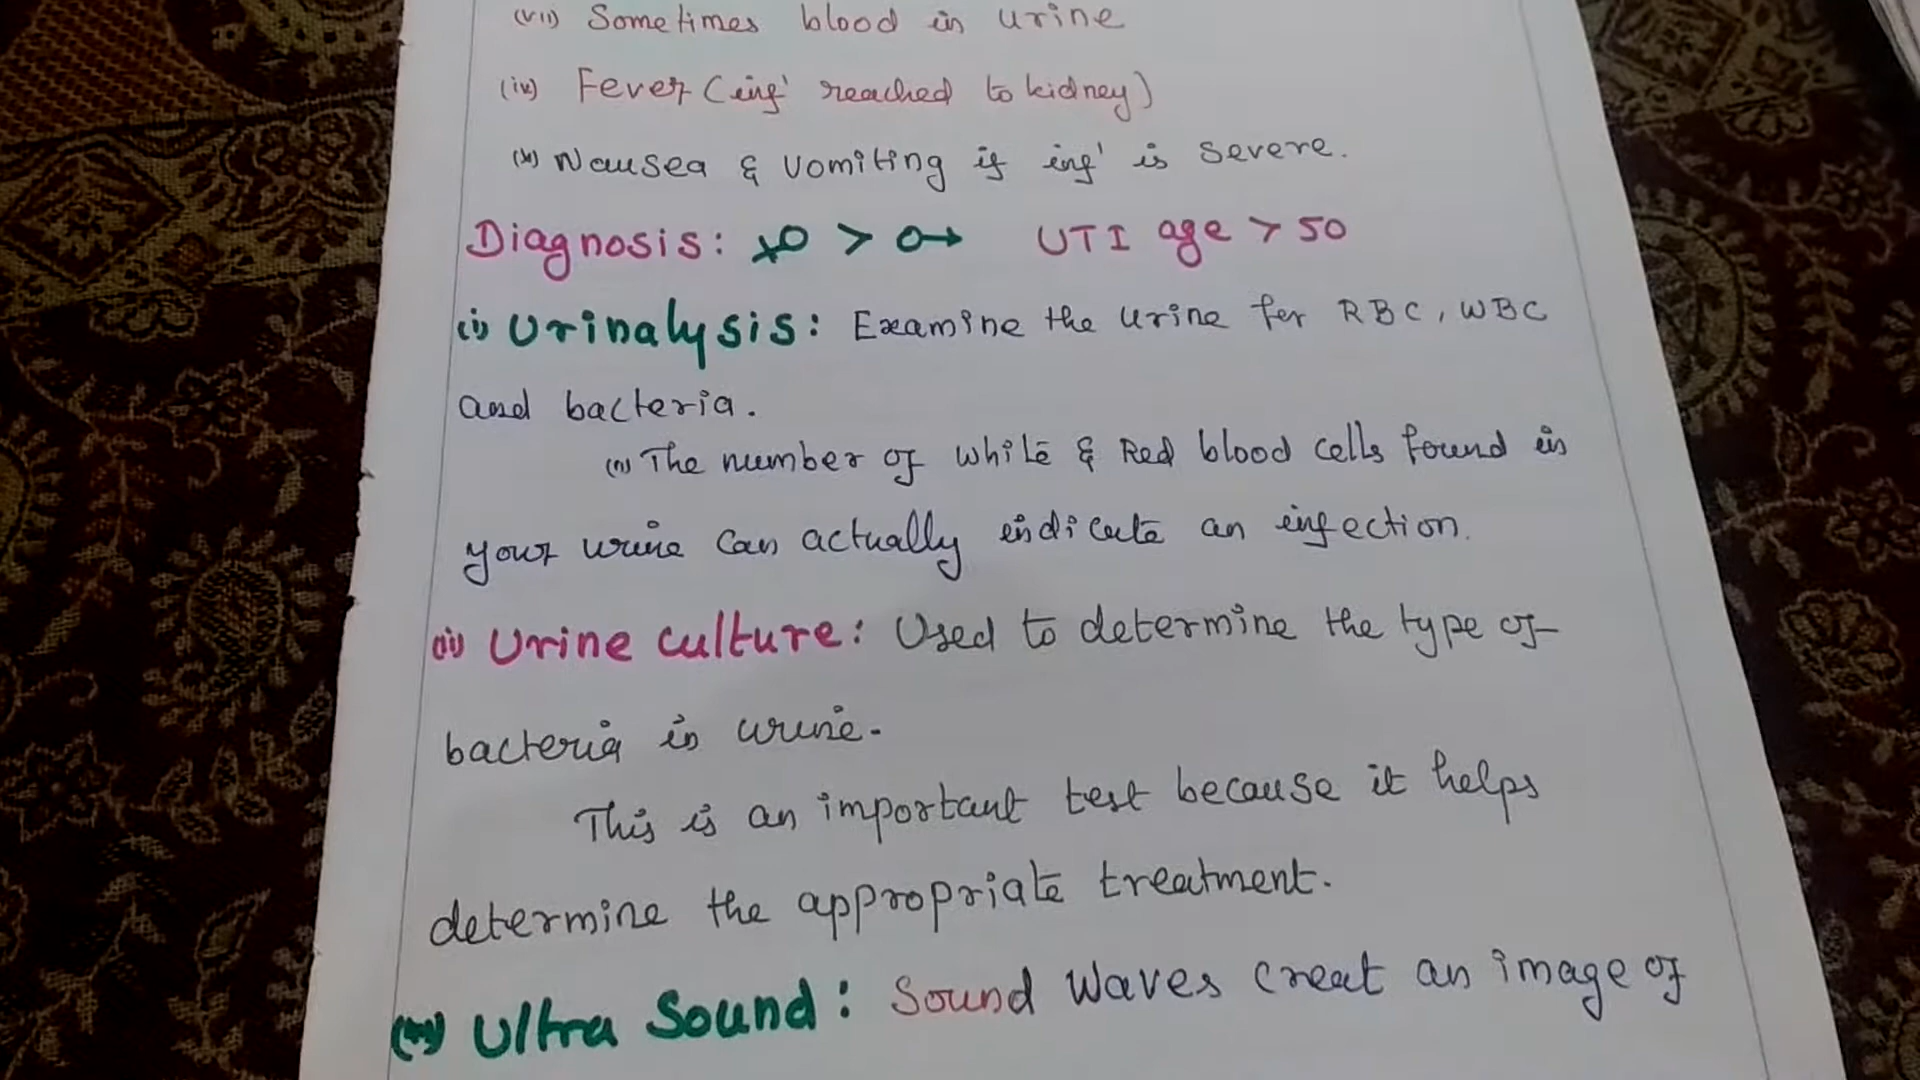 (vii) Sometimes blood in urine
(iv) Fever (inf' reached to kidney)
(x) Nausea & vomiting if inf' is severe.
Diagnosis: ♀ > ♂ UTI age > 50
(i) Urinalysis: Examine the urine for RBC, WBC
and bacteria.
(n) The number of white & Red blood cells found in
your urine can actually indicate an infection.
(ii) Urine culture: Used to determine the type of
bacteria in urine.
This is an important test because it helps
determine the appropriate treatment.
Ultra Sound: Sound waves creat an image of